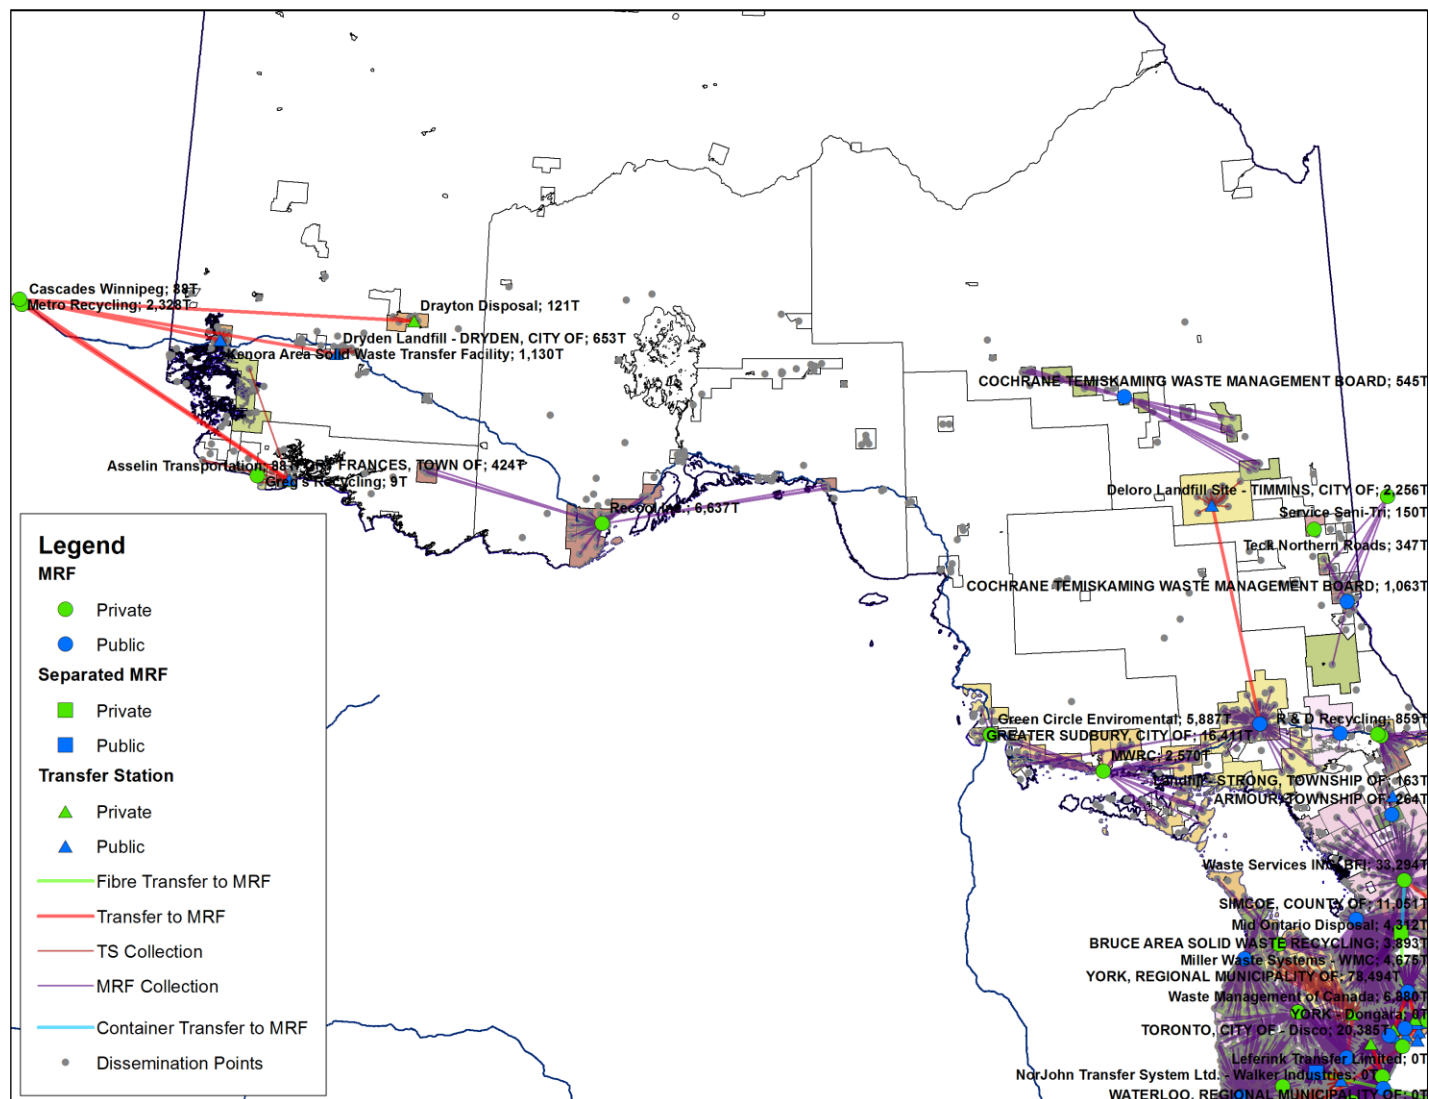 Cascades Winnipeg; 88T
Metro Recycling; 2,328T
Drayton Disposal; 121T
Dryden Landfill - DRYDEN, CITY OF; 653T
Kenora Area Solid Waste Transfer Facility; 1,130T
COCHRANE TEMISKAMING WASTE MANAGEMENT BOARD; 545T
Asselin Transportation; 88T
FRANCES, TOWN OF; 424T
Greg's Recycling; 9T
Deloro Landfill Site - TIMMINS, CITY OF; 2,256T
Recool Inc.; 6,637T
Service Sani-Tri; 150T
Teck Northern Roads; 347T
COCHRANE TEMISKAMING WASTE MANAGEMENT BOARD; 1,063T
Green Circle Enviromental; 5,887T
R & D Recycling; 859T
GREATER SUDBURY, CITY OF; 16,411T
MWRC; 2,570T
Landfill - STRONG, TOWNSHIP OF; 163T
ARMOUR, TOWNSHIP OF; 264T
Waste Services INC. BFI; 33,294T
SIMCOE, COUNTY OF; 11,051T
Mid Ontario Disposal; 4,312T
BRUCE AREA SOLID WASTE RECYCLING; 3,893T
Miller Waste Systems - WMC; 4,675T
YORK, REGIONAL MUNICIPALITY OF; 78,494T
Waste Management of Canada; 6,880T
YORK - Dongara; 0T
TORONTO, CITY OF - Disco; 20,385T
Leferink Transfer Limited; 0T
NorJohn Transfer System Ltd. - Walker Industries; 0T
WATERLOO, REGIONAL MUNICIPALITY OF; 0T
Legend
MRF
Private
Public
Separated MRF
Private
Public
Transfer Station
Private
Public
Fibre Transfer to MRF
Transfer to MRF
TS Collection
MRF Collection
Container Transfer to MRF
Dissemination Points